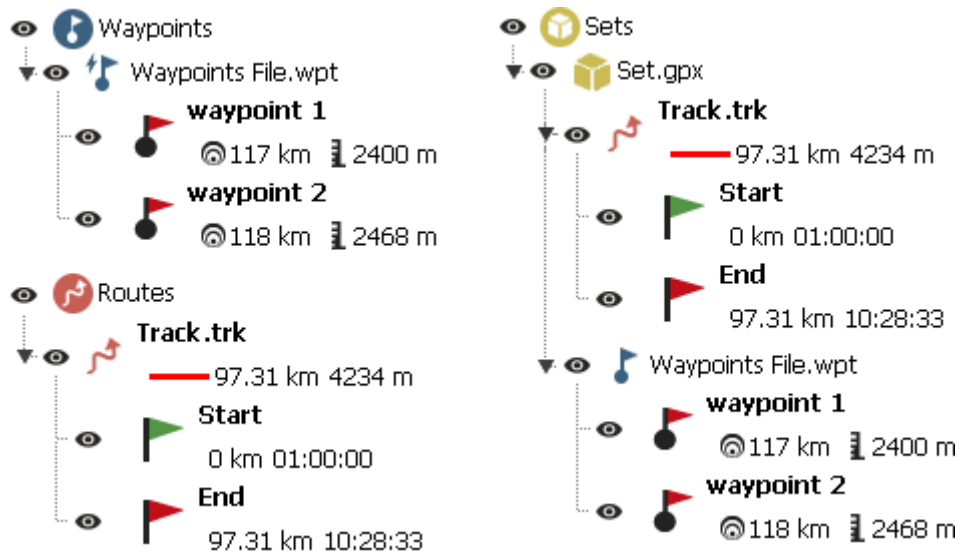 Waypoints
Waypoints File.wpt
waypoint 1
117 km 2400 m
waypoint 2
118 km 2468 m
Routes
Track.trk
97.31 km 4234 m
Start
0 km 01:00:00
End
97.31 km 10:28:33
Sets
Set.gpx
Track.trk
97.31 km 4234 m
Start
0 km 01:00:00
End
97.31 km 10:28:33
Waypoints File.wpt
waypoint 1
117 km 2400 m
waypoint 2
118 km 2468 m